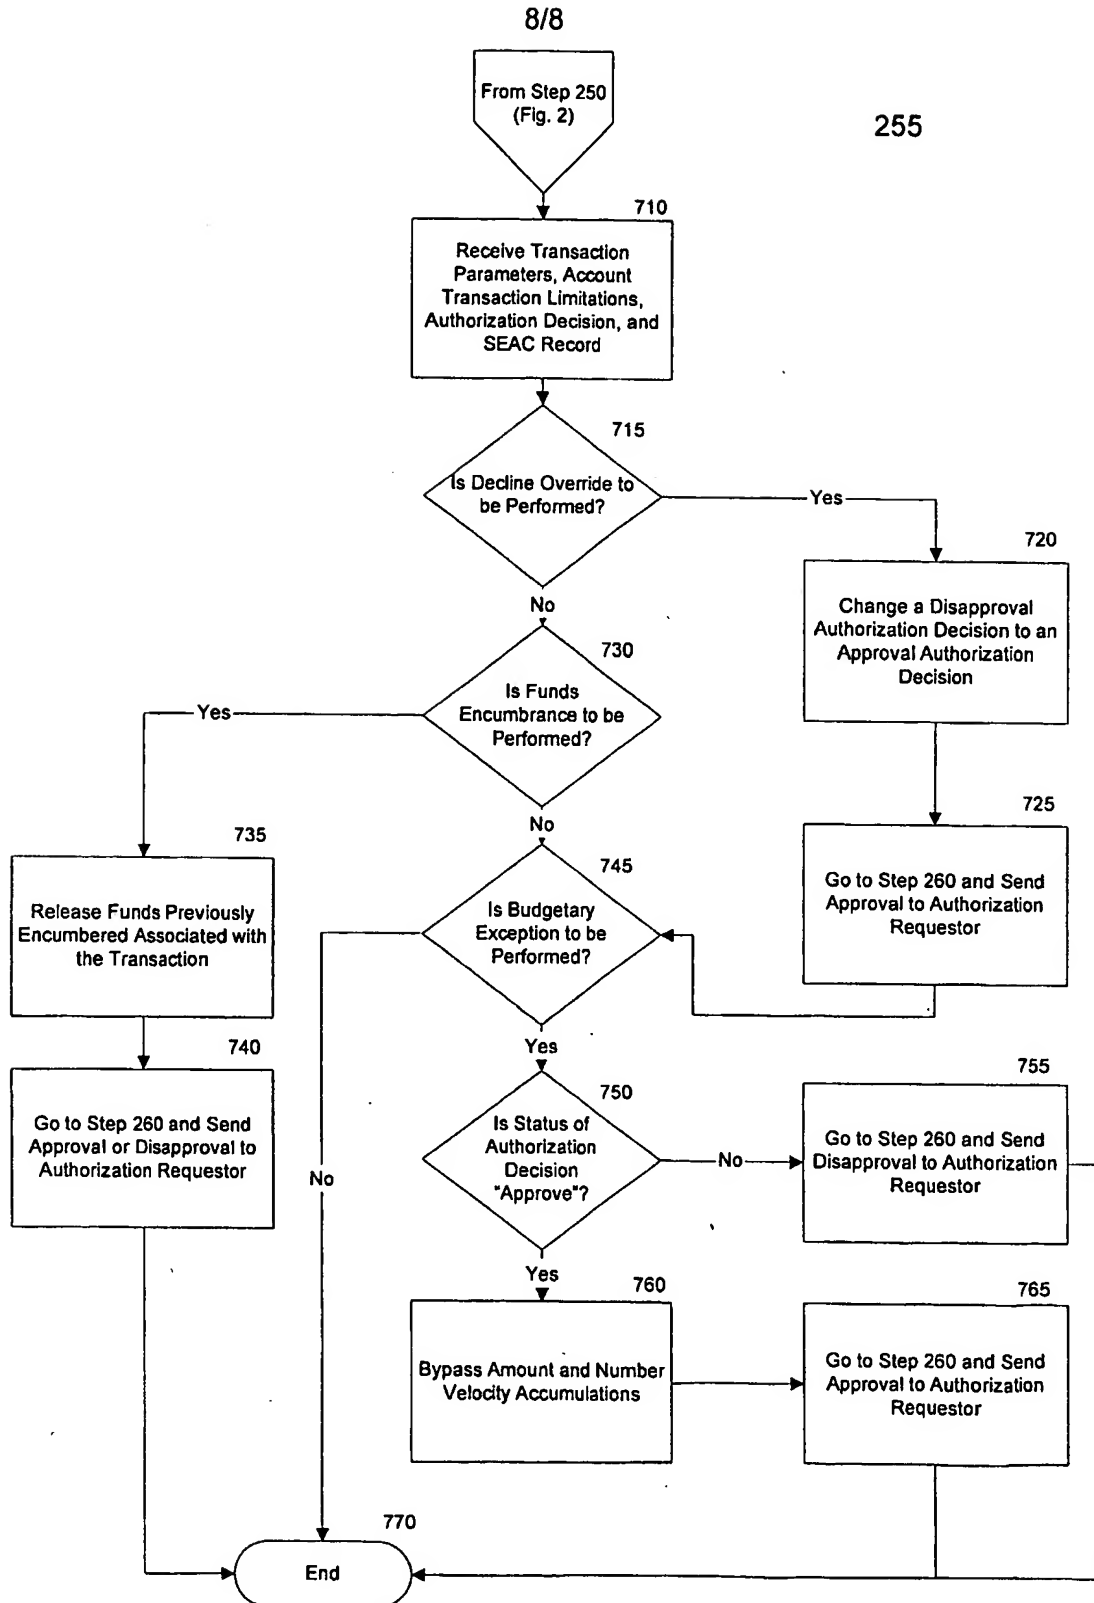 8/8
From Step 250
(Fig. 2)
255
710
Receive Transaction
Parameters, Account
Transaction Limitations,
Authorization Decision, and
SEAC Record
715
Is Decline Override to
be Performed?
Yes
720
Change a Disapproval
Authorization Decision to an
Approval Authorization
Decision
No
730
Is Funds
Encumbrance to be
Performed?
Yes
725
Go to Step 260 and Send
Approval to Authorization
Requestor
No
735
Release Funds Previously
Encumbered Associated with
the Transaction
745
Is Budgetary
Exception to be
Performed?
740
Go to Step 260 and Send
Approval or Disapproval to
Authorization Requestor
No
Yes
750
Is Status of
Authorization
Decision
"Approve"?
No
755
Go to Step 260 and Send
Disapproval to Authorization
Requestor
Yes
760
Bypass Amount and Number
Velocity Accumulations
765
Go to Step 260 and Send
Approval to Authorization
Requestor
770
End